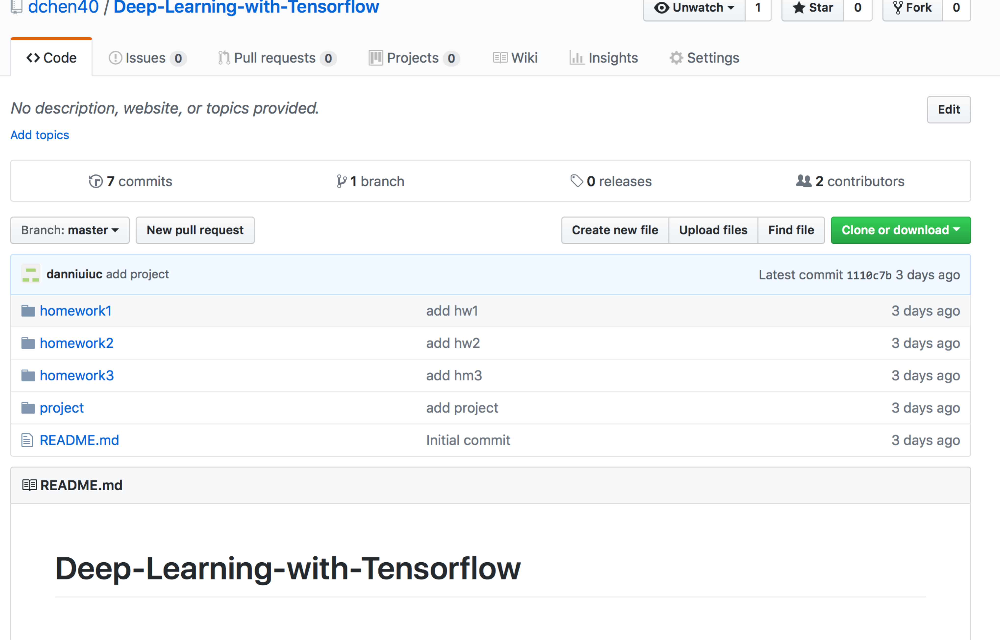 dchen40 / Deep-Learning-with-Tensorflow Unwatch 1 Star 0 Fork 0
Code Issues 0 Pull requests 0 Projects 0 Wiki Insights Settings
No description, website, or topics provided. Edit
Add topics
7 commits 1 branch 0 releases 2 contributors
Branch: master New pull request Create new file Upload files Find file Clone or download
danniuiuc add project Latest commit 1110c7b 3 days ago
homework1 add hw1 3 days ago
homework2 add hw2 3 days ago
homework3 add hm3 3 days ago
project add project 3 days ago
README.md Initial commit 3 days ago
README.md
Deep-Learning-with-Tensorflow